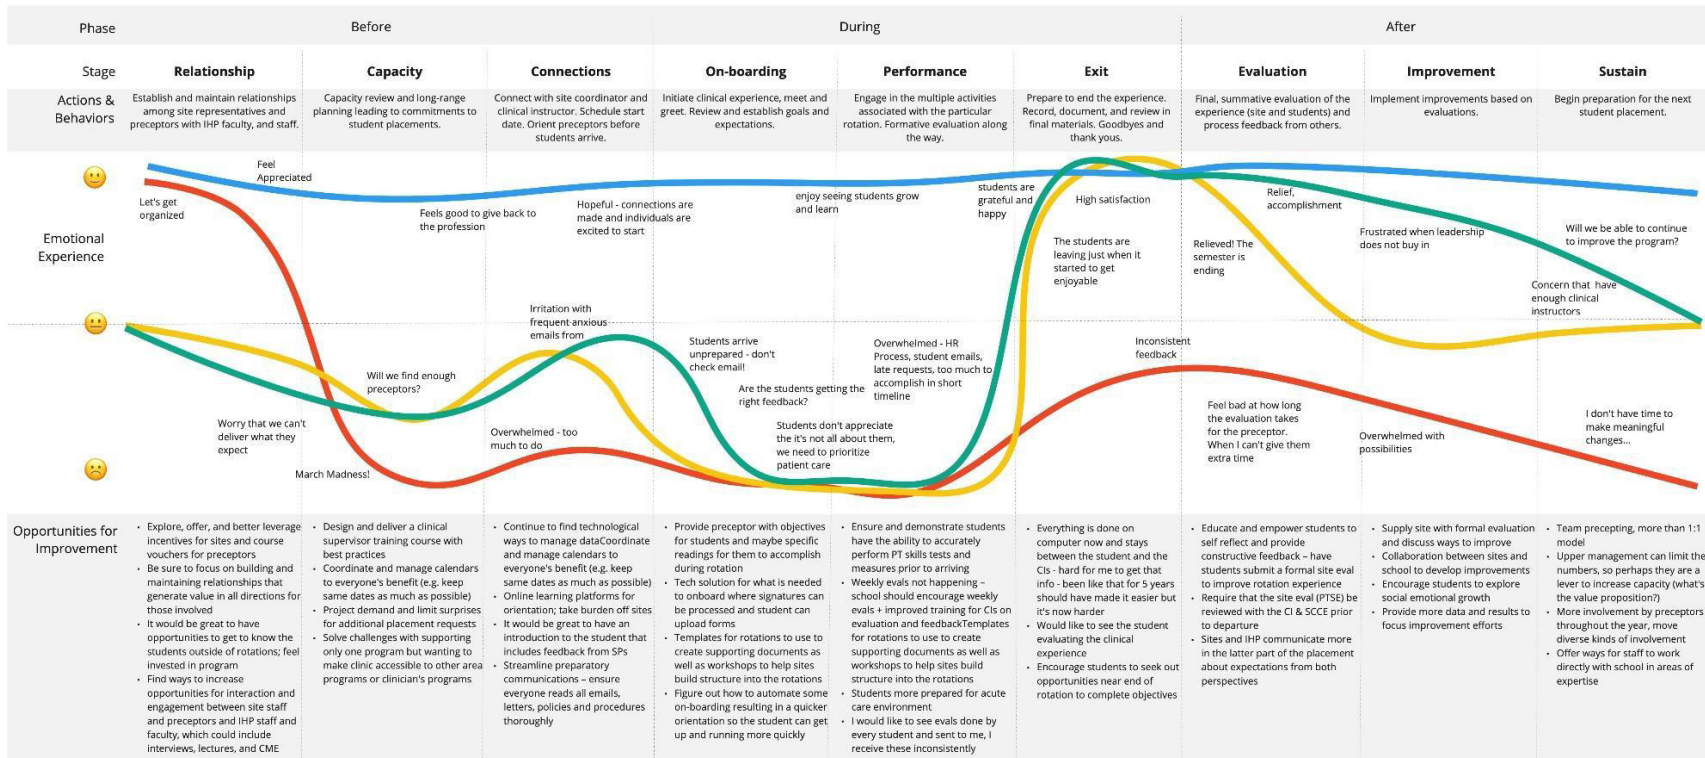 Phase
Before
During
After
Stage
Relationship
Capacity
Connections
On-boarding
Performance
Exit
Evaluation
Improvement
Sustain
Actions &
Behaviors
Establish and maintain relationships
among site representatives and
preceptors with IHP faculty, and staff.
Capacity review and long-range
planning leading to commitments to
student placements.
Connect with site coordinator and
clinical instructor. Schedule start
date. Orient preceptors before
students arrive.
Initiate clinical experience, meet and
greet. Review and establish goals and
expectations.
Engage in the multiple activities
associated with the particular
rotation. Formative evaluation along
the way.
Prepare to end the experience.
Record, document, and review in
final materials. Goodbyes and
thank yous.
Final, summative evaluation of the
experience (site and students) and
process feedback from others.
Implement improvements based on
evaluations.
Begin preparation for the next
student placement.
Emotional
Experience
Feel
Appreciated
Let's get
organized
Feels good to give back to
the profession
Hopeful - connections are
made and individuals are
excited to start
enjoy seeing students grow
and learn
students are
grateful and
happy
High satisfaction
Relief,
accomplishment
The students are
leaving just when it
started to get
enjoyable
Relieved! The
semester is
ending
Frustrated when leadership
does not buy in
Will we be able to continue
to improve the program?
Concern that have
enough clinical
instructors
Irritation with
frequent anxious
emails from
Students arrive
unprepared - don't
check email!
Overwhelmed - HR
Process, student emails,
late requests, too much to
accomplish in short
timeline
Inconsistent
feedback
Will we find enough
preceptors?
Are the students getting the
right feedback?
Worry that we can't
deliver what they
expect
Overwhelmed - too
much to do
Students don't appreciate
the it's not all about them,
we need to prioritize
patient care
Feel bad at how long
the evaluation takes
for the preceptor.
When I can't give them
extra time
Overwhelmed with
possibilities
I don't have time to
make meaningful
changes...
March Madness!
Opportunities for
Improvement
• Explore, offer, and better leverage
incentives for sites and course
vouchers for preceptors
• Be sure to focus on building and
maintaining relationships that
generate value in all directions for
those involved
• It would be great to have
opportunities to get to know the
students outside of rotations; feel
invested in program
• Find ways to increase
opportunities for interaction and
engagement between site staff
and preceptors and IHP staff and
faculty, which could include
interviews, lectures, and CME
• Design and deliver a clinical
supervisor training course with
best practices
• Coordinate and manage calendars
to everyone's benefit (e.g. keep
same dates as much as possible)
• Project demand and limit surprises
for additional placement requests
• Solve challenges with supporting
only one program but wanting to
make clinic accessible to other area
programs or clinician's programs
• Continue to find technological
ways to manage dataCoordinate
and manage calendars to
everyone's benefit (e.g. keep
same dates as much as possible)
• Online learning platforms for
orientation; take burden off sites
• It would be great to have an
introduction to the student that
includes feedback from SPs
• Streamline preparatory
communications – ensure
everyone reads all emails,
letters, policies and procedures
thoroughly
• Provide preceptor with objectives
for students and maybe specific
readings for them to accomplish
during rotation
• Tech solution for what is needed
to onboard where signatures can
be processed and student can
upload forms
• Templates for rotations to use to
create supporting documents as
well as workshops to help sites
build structure into the rotations
• Figure out how to automate some
on-boarding resulting in a quicker
orientation so the student can get
up and running more quickly
• Ensure and demonstrate students
have the ability to accurately
perform PT skills tests and
measures prior to arriving
• Weekly evals not happening –
school should encourage weekly
evals + improved training for CIs on
evaluation and feedbackTemplates
for rotations to use to create
supporting documents as well as
workshops to help sites build
structure into the rotations
• Students more prepared for acute
care environment
• I would like to see evals done by
every student and sent to me, I
receive these inconsistently
• Everything is done on
computer now and stays
between the student and the
CIs - hard for me to get that
info - been like that for 5 years
should have made it easier but
it's now harder
• Would like to see the student
evaluating the clinical
experience
• Encourage students to seek out
opportunities near end of
rotation to complete objectives
• Educate and empower students to
self reflect and provide
constructive feedback – have
students submit a formal site eval
to improve rotation experience
• Require that the site eval (PTSE) be
reviewed with the CI & SCCE prior
to departure
• Sites and IHP communicate more
in the latter part of the placement
about expectations from both
perspectives
• Supply site with formal evaluation
and discuss ways to improve
• Collaboration between sites and
school to develop improvements
• Encourage students to explore
social emotional growth
• Provide more data and results to
focus improvement efforts
• Team precepting, more than 1:1
model
• Upper management can limit the
numbers, so perhaps they are a
lever to increase capacity (what's
the value proposition?)
• More involvement by preceptors
throughout the year, move
diverse kinds of involvement
• Offer ways for staff to work
directly with school in areas of
expertise